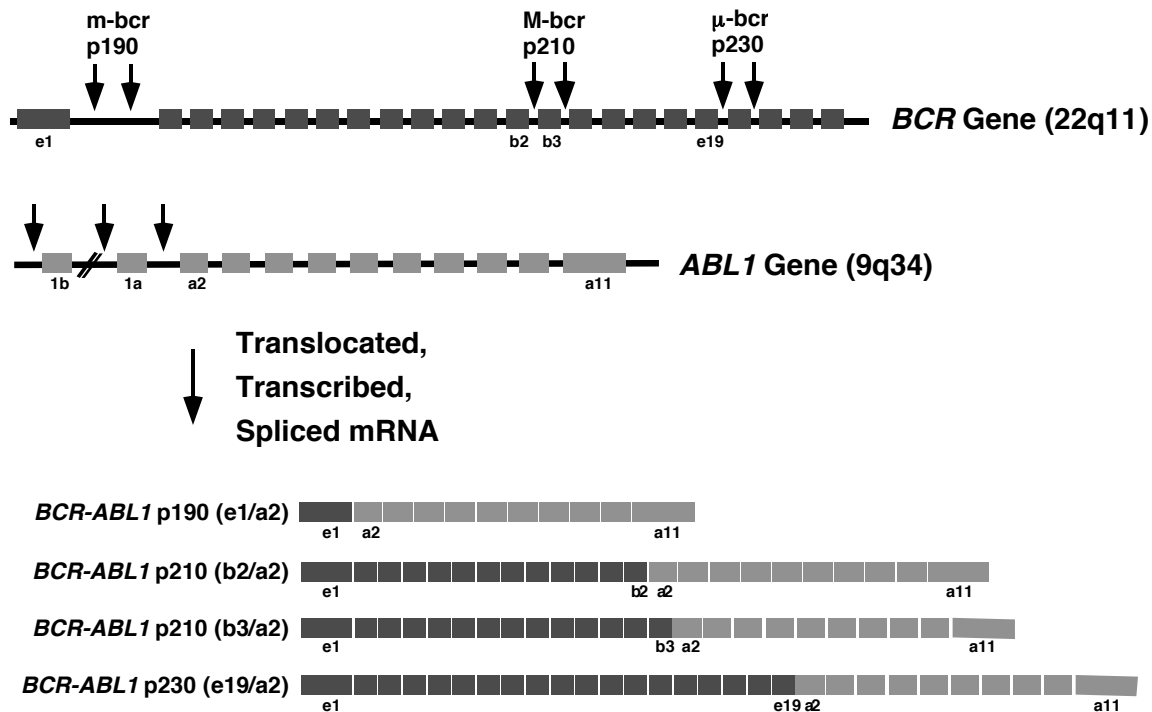 m-bcr M-bcr µ-bcr
p190 p210 p230
BCR Gene (22q11)
e1 b2 b3 e19
ABL1 Gene (9q34)
1b 1a a2 a11
Translocated,
Transcribed,
Spliced mRNA
BCR-ABL1 p190 (e1/a2)
e1 a2 a11
BCR-ABL1 p210 (b2/a2)
e1 b2 a2 a11
BCR-ABL1 p210 (b3/a2)
e1 b3 a2 a11
BCR-ABL1 p230 (e19/a2)
e1 e19 a2 a11